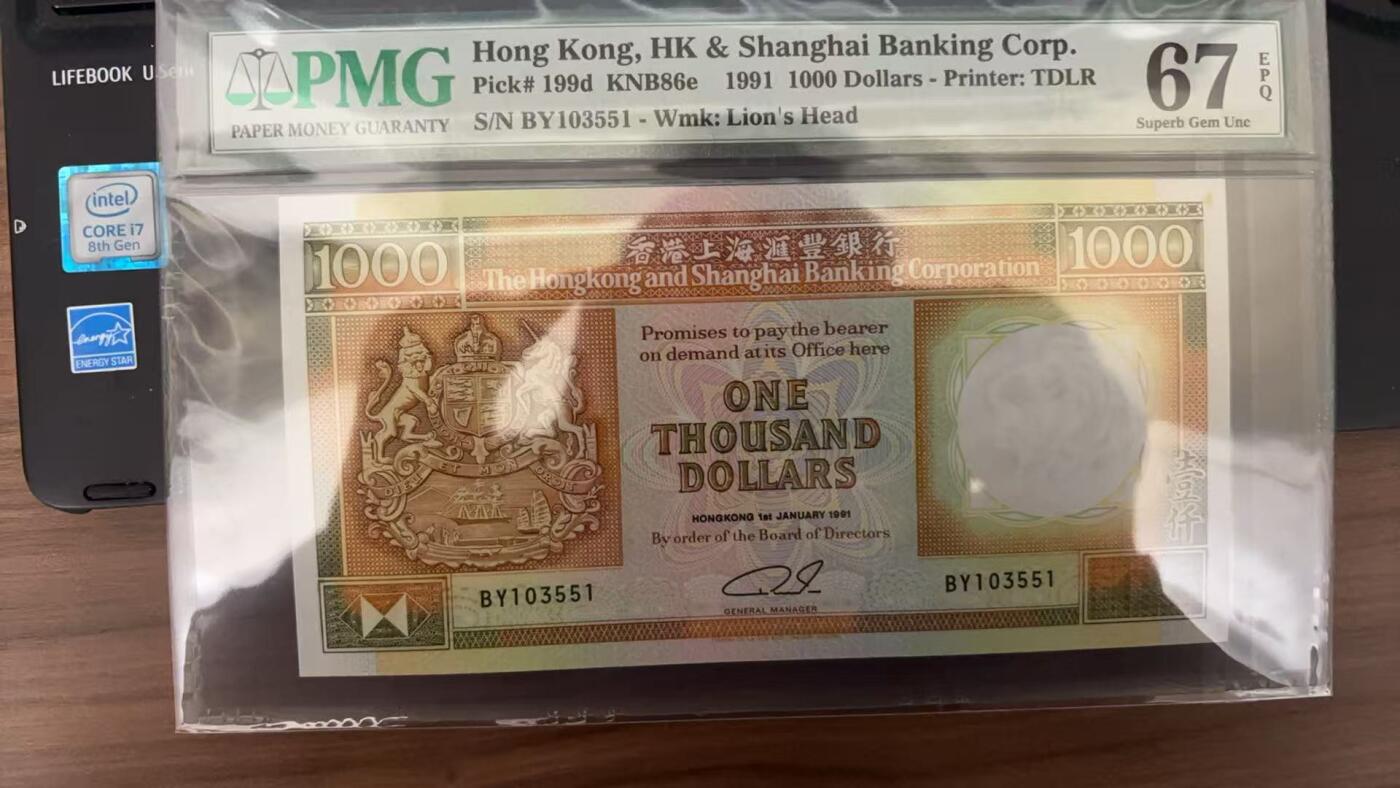 LIFEBOOK U
intel
CORE i7
8th Gen
energy
ENERGY STAR
PMG
PAPER MONEY GUARANTY
Hong Kong, HK & Shanghai Banking Corp.
Pick# 199d KNB86e 1991 1000 Dollars - Printer: TDLR
S/N BY103551 - Wmk: Lion's Head
67
EPQ
Superb Gem Unc
1000
香港上海滙豐銀行
1000
The Hongkong and Shanghai Banking Corporation
Promises to pay the bearer
on demand at its Office here
ONE
THOUSAND
DOLLARS
HONGKONG 1st JANUARY 1991
By order of the Board of Directors
GENERAL MANAGER
BY103551
BY103551
ET MON
壹仟